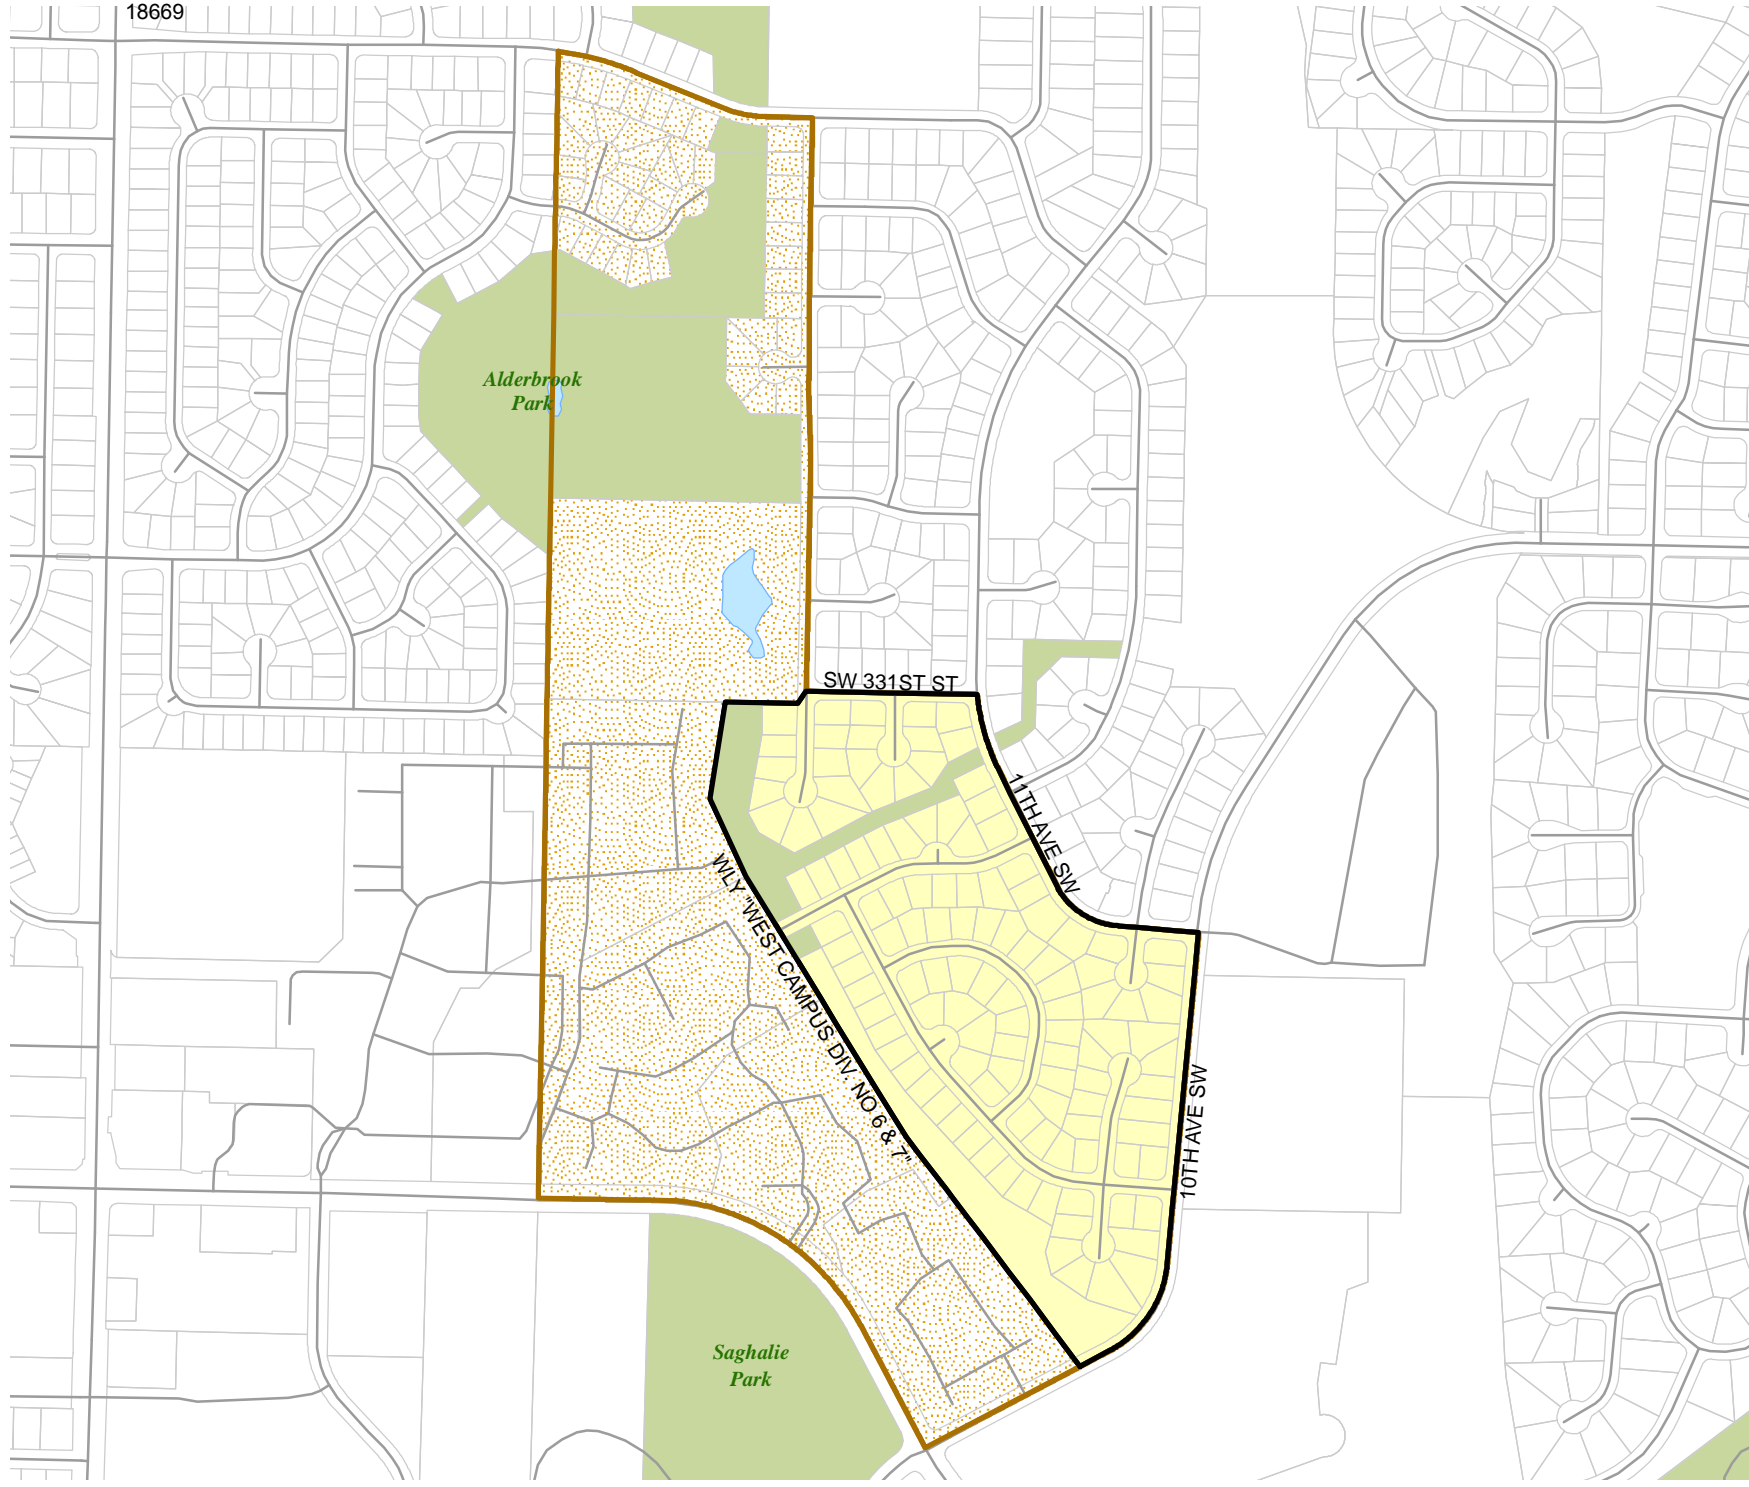 18669
Alderbrook
Park
SW 331ST ST
11TH AVE SW
WLY "WEST CAMPUS DIV. NO 6 & 7"
10TH AVE SW
Saghalie
Park